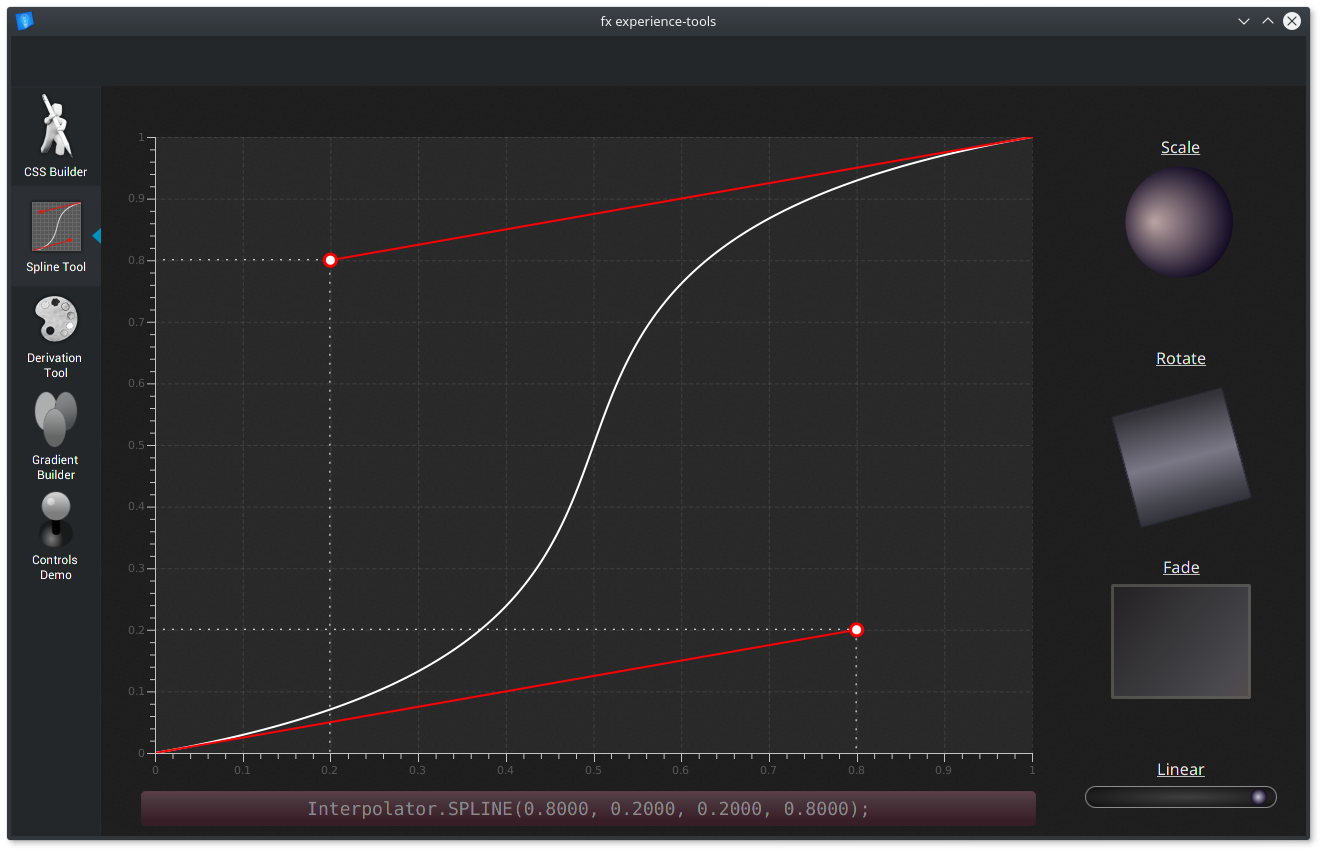 fx experience-tools
CSS Builder
Spline Tool
Derivation
Tool
Gradient
Builder
Controls
Demo
1
0.9
0.8
0.7
0.6
0.5
0.4
0.3
0.2
0.1
0
0
0.1
0.2
0.3
0.4
0.5
0.6
0.7
0.8
0.9
1
Interpolator.SPLINE(0.8000, 0.2000, 0.2000, 0.8000);
Scale
Rotate
Fade
Linear